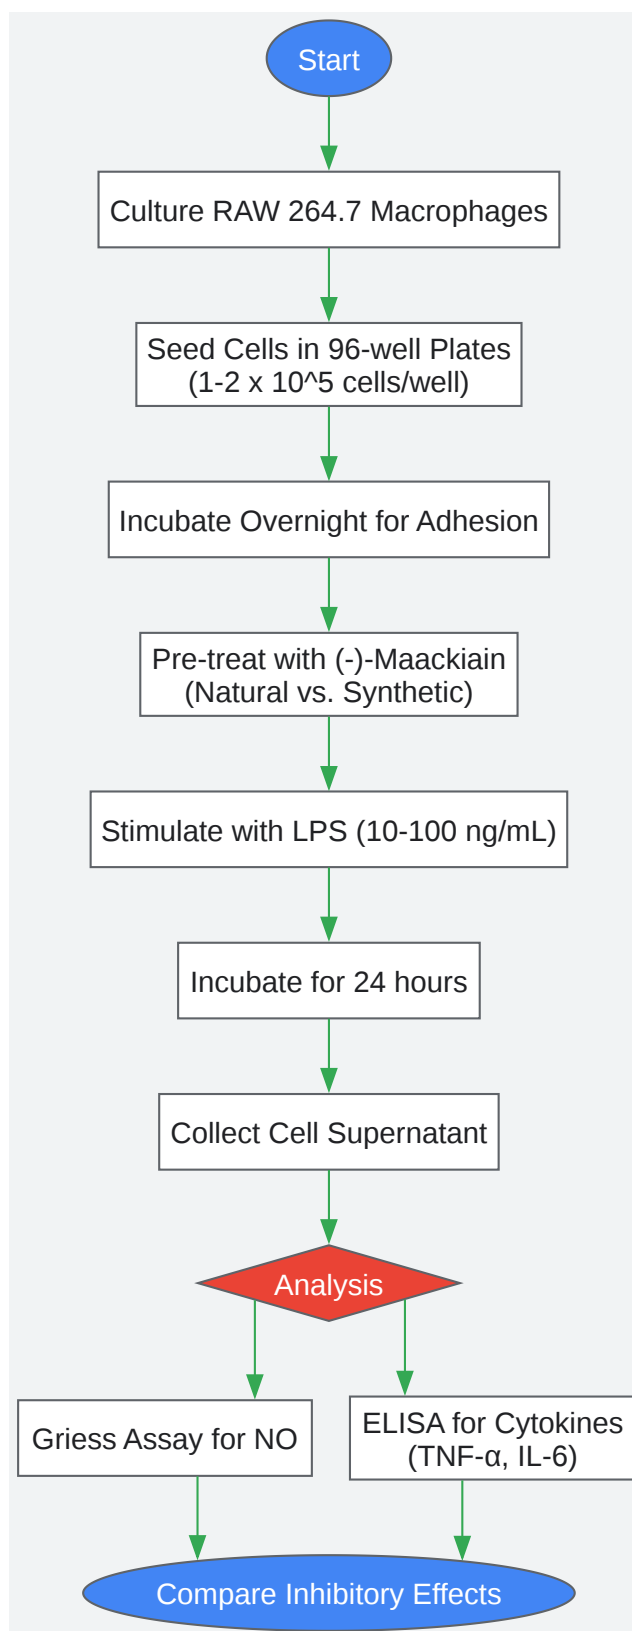 Start
Culture RAW 264.7 Macrophages
Seed Cells in 96-well Plates
(1-2 x 10^5 cells/well)
Incubate Overnight for Adhesion
Pre-treat with (-)-Maackiain
(Natural vs. Synthetic)
Stimulate with LPS (10-100 ng/mL)
Incubate for 24 hours
Collect Cell Supernatant
Analysis
Griess Assay for NO
ELISA for Cytokines
(TNF-α, IL-6)
Compare Inhibitory Effects